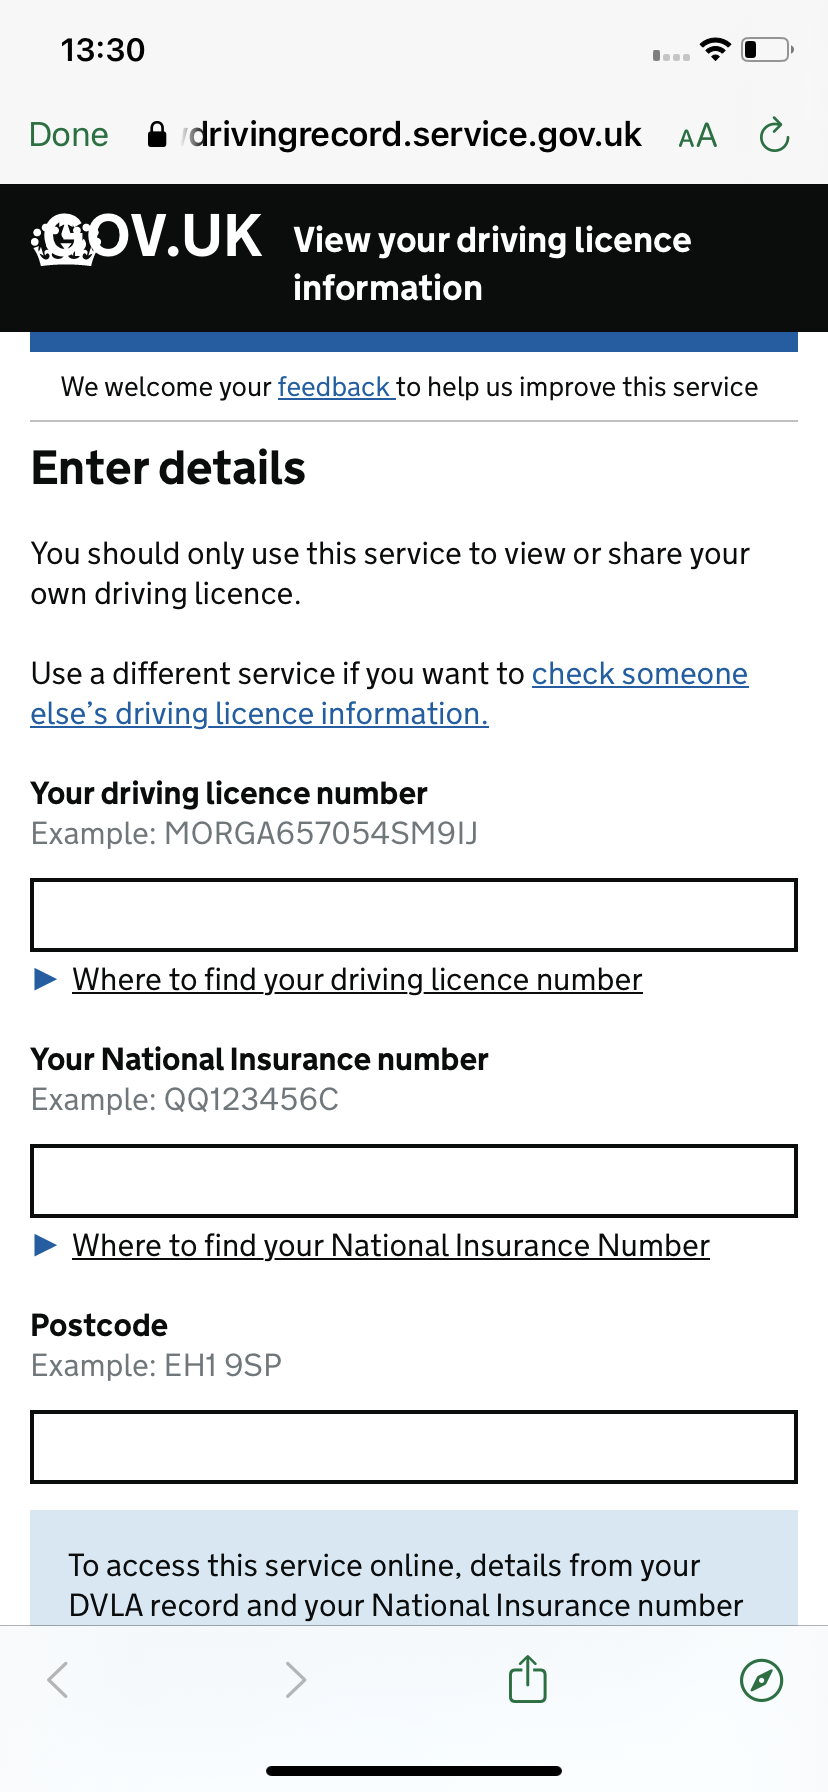 13:30
Done drivingrecord.service.gov.uk AA
GOV.UK View your driving licence
information
We welcome your feedback to help us improve this service
Enter details
You should only use this service to view or share your
own driving licence.
Use a different service if you want to check someone
else’s driving licence information.
Your driving licence number
Example: MORGA657054SM9IJ
Where to find your driving licence number
Your National Insurance number
Example: QQ123456C
Where to find your National Insurance Number
Postcode
Example: EH1 9SP
To access this service online, details from your
DVLA record and your National Insurance number